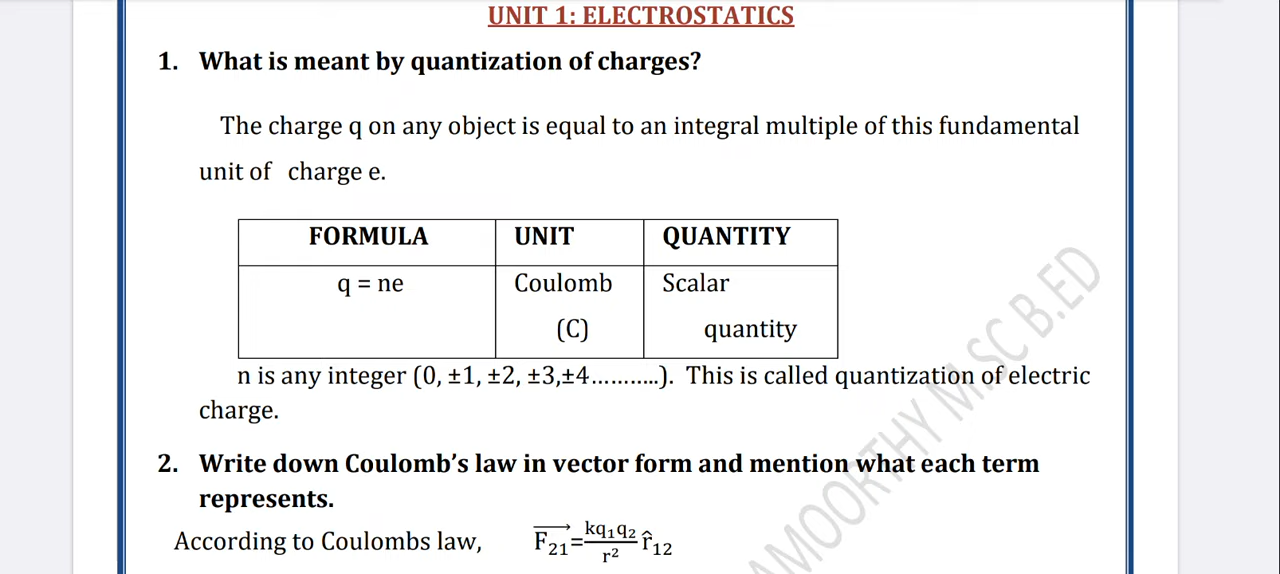 UNIT 1: ELECTROSTATICS
1. What is meant by quantization of charges?
The charge q on any object is equal to an integral multiple of this fundamental
unit of charge e.
FORMULA UNIT QUANTITY
q = ne Coulomb Scalar
(C) quantity
n is any integer (0, ±1, ±2, ±3,±4………..). This is called quantization of electric
charge.
2. Write down Coulomb’s law in vector form and mention what each term
represents.
According to Coulombs law, F₂₁⃗=kq₁q₂/r² r̂₁₂
AMOORTHY M.SC B.ED